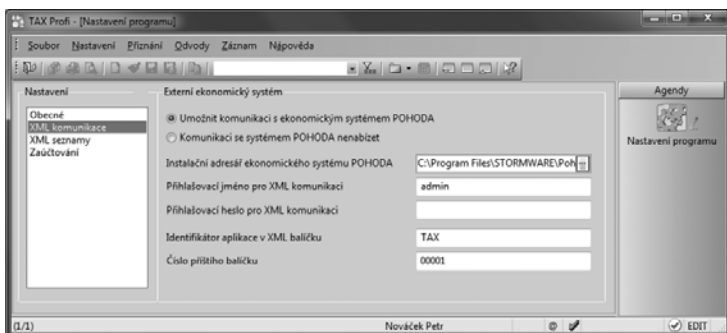 TAX Profi - [Nastavení programu]
Soubor Nastavení Přiznání Odvody Záznam Nápověda
Nastavení
Obecné
XML komunikace
XML seznamy
Zaúčtování
Externí ekonomický systém
Umožnit komunikaci s ekonomickým systémem POHODA
Komunikaci se systémem POHODA nenabízet
Instalační adresář ekonomického systému POHODA C:\Program Files\STORMWARE\Poh
Přihlašovací jméno pro XML komunikaci admin
Přihlašovací heslo pro XML komunikaci
Identifikátor aplikace v XML balíčku TAX
Číslo příštího balíčku 00001
Agendy
Nastavení programu
(1/1) Nováček Petr @ EDIT